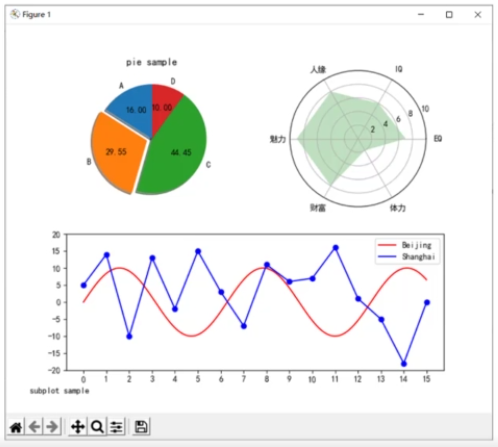 Figure 1
pie sample
A
D
16.00
10.00
B
29.55
44.45
C
人缘
IQ
魅力
2
4
6
8
10
EQ
财富
体力
20
15
10
5
0
-5
-10
-15
-20
Beijing
Shanghai
0 1 2 3 4 5 6 7 8 9 10 11 12 13 14 15
subplot sample